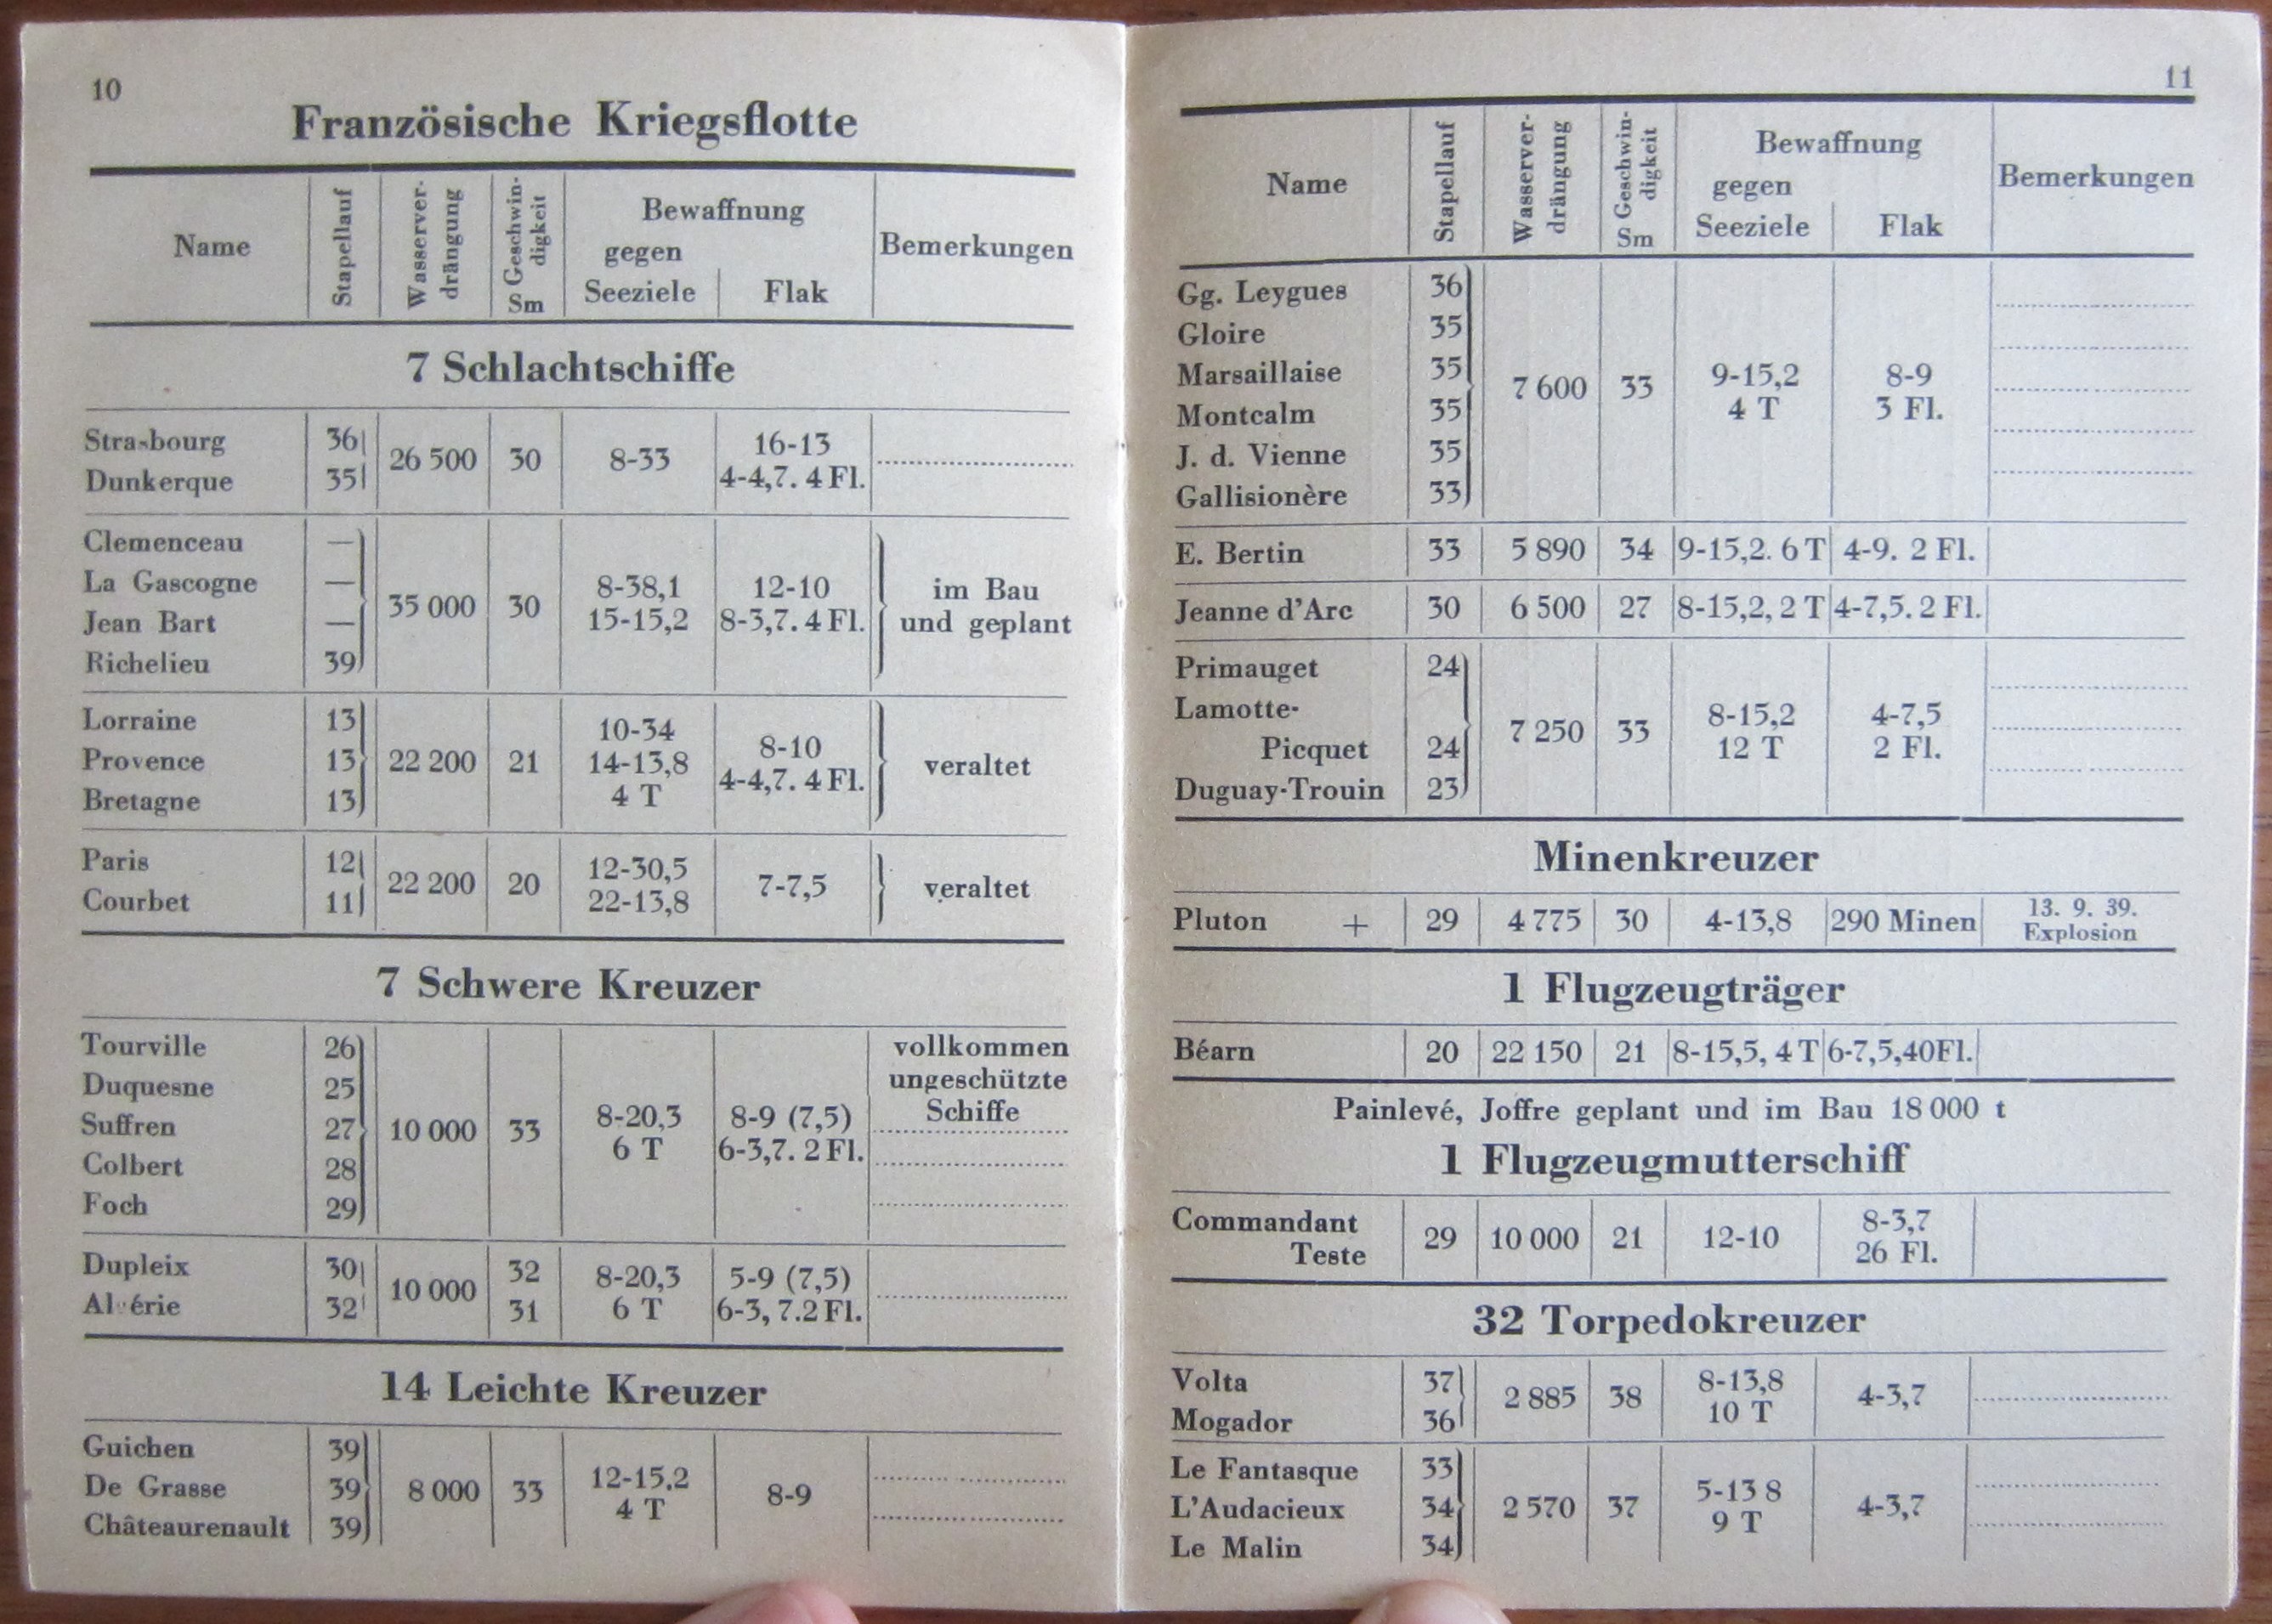 10
Französische Kriegsflotte
Name Stapellauf Wasserver-drängung Geschwin-digkeit Sm Bewaffnung gegen Seeziele Flak Bemerkungen
7 Schlachtschiffe
Strasbourg 36 26 500 30 8-33 16-13
Dunkerque 35 4-4,7. 4 Fl.
Clemenceau —
La Gascogne — 35 000 30 8-38,1 12-10 im Bau
Jean Bart — 15-15,2 8-3,7. 4 Fl. und geplant
Richelieu 39
Lorraine 13 10-34
Provence 13 22 200 21 14-13,8 8-10 veraltet
Bretagne 13 4 T 4-4,7. 4 Fl.
Paris 12 22 200 20 12-30,5 7-7,5 veraltet
Courbet 11 22-13,8
7 Schwere Kreuzer
Tourville 26 vollkommen
Duquesne 25 ungeschützte
Suffren 27 10 000 33 8-20,3 8-9 (7,5) Schiffe
Colbert 28 6 T 6-3,7. 2 Fl.
Foch 29
Dupleix 30 10 000 32 8-20,3 5-9 (7,5)
Al érie 32 31 6 T 6-3, 7.2 Fl.
14 Leichte Kreuzer
Guichen 39
De Grasse 39 8 000 33 12-15,2 8-9
Châteaurenault 39 4 T
11
Name Stapellauf Wasserver-drängung Geschwin-digkeit Sm Bewaffnung gegen Seeziele Flak Bemerkungen
Gg. Leygues 36
Gloire 35
Marsaillaise 35 7 600 33 9-15,2 8-9
Montcalm 35 4 T 3 Fl.
J. d. Vienne 35
Gallisionère 33
E. Bertin 33 5 890 34 9-15,2. 6 T 4-9. 2 Fl.
Jeanne d'Arc 30 6 500 27 8-15,2, 2 T 4-7,5. 2 Fl.
Primauget 24
Lamotte- 8-15,2 4-7,5
Picquet 24 7 250 33 12 T 2 Fl.
Duguay-Trouin 23
Minenkreuzer
Pluton + 29 4 775 30 4-13,8 290 Minen 13. 9. 39. Explosion
1 Flugzeugträger
Béarn 20 22 150 21 8-15,5, 4 T 6-7,5,40Fl.
Painlevé, Joffre geplant und im Bau 18 000 t
1 Flugzeugmutterschiff
Commandant 8-3,7
Teste 29 10 000 21 12-10 26 Fl.
32 Torpedokreuzer
Volta 37 2 885 38 8-13,8 4-3,7
Mogador 36 10 T
Le Fantasque 33
L'Audacieux 34 2 570 37 5-13 8 4-3,7
Le Malin 34 9 T